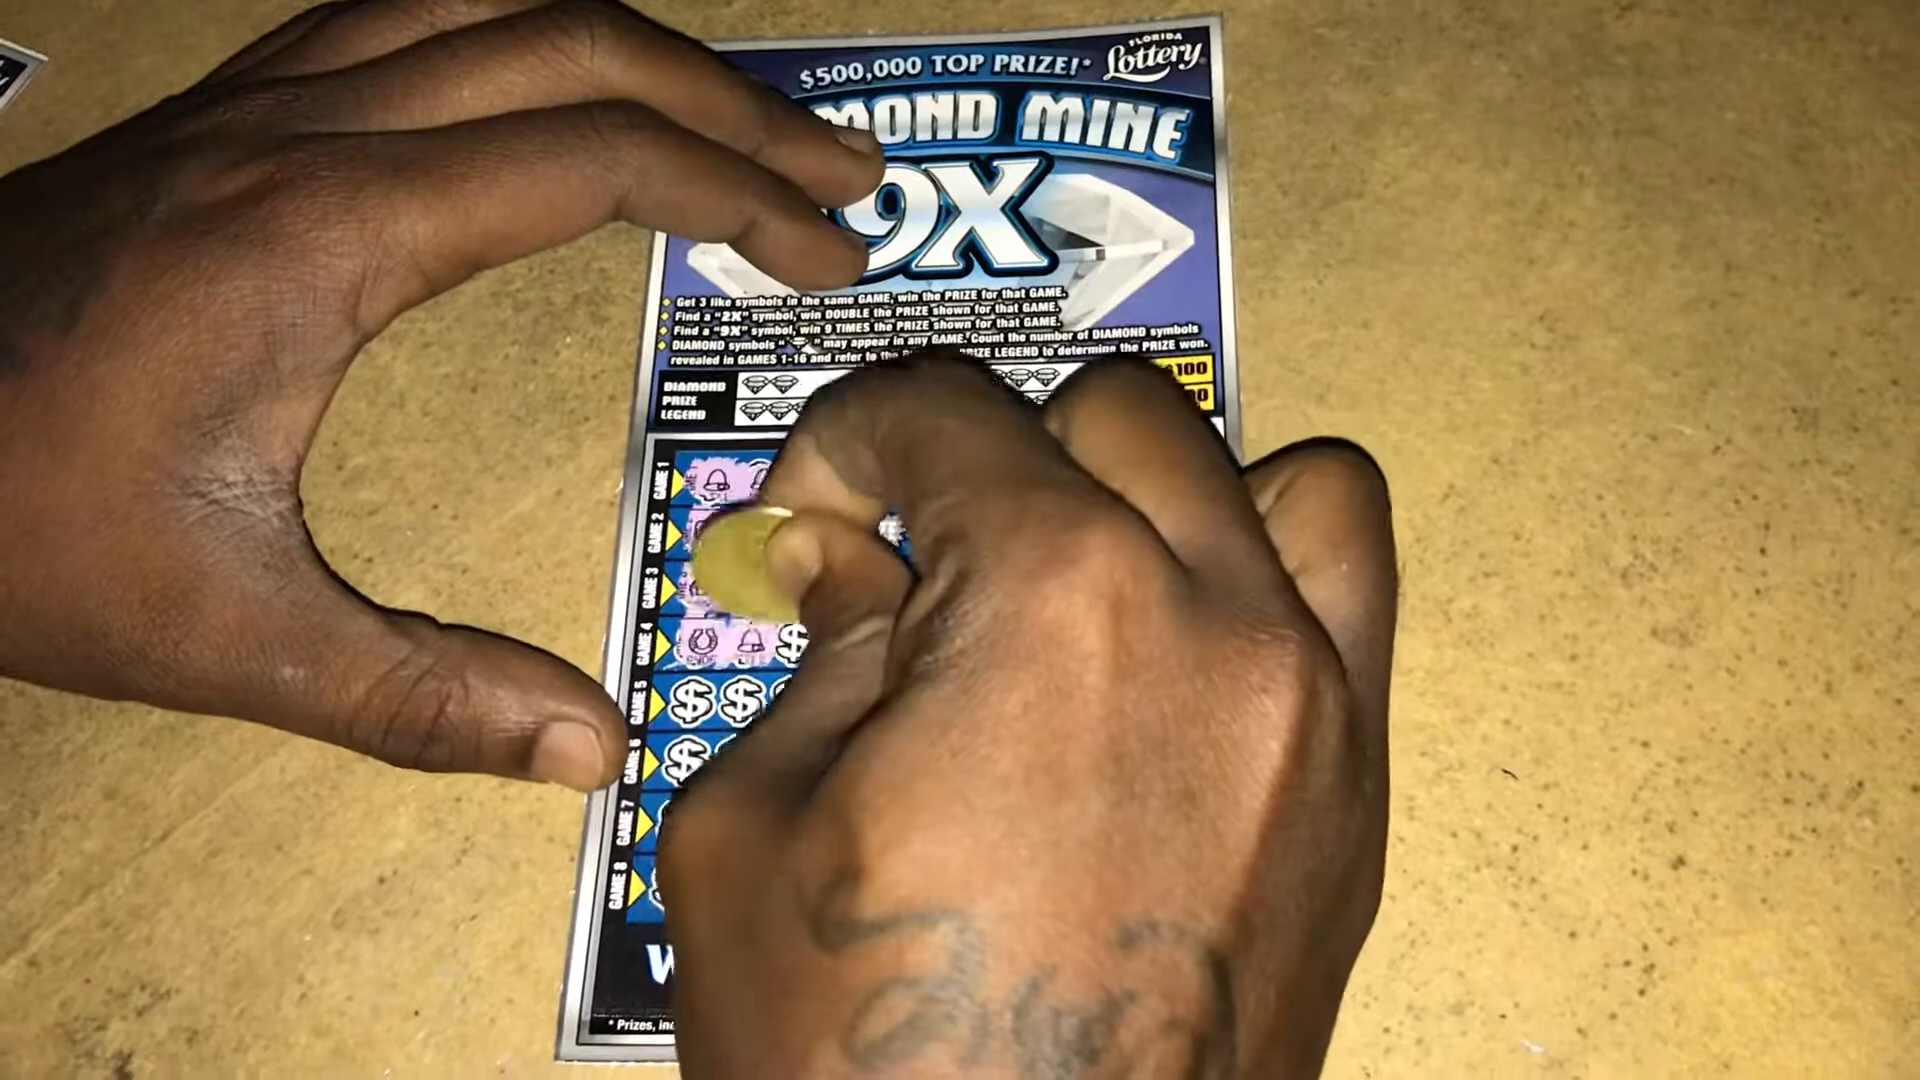 $500,000 TOP PRIZE!*
FLORIDA
Lottery
MOND MINE
9X
Get 3 like symbols in the same GAME, win the PRIZE for that GAME.
Find a "2X" symbol, win DOUBLE the PRIZE shown for that GAME.
Find a "9X" symbol, win 9 TIMES the PRIZE shown for that GAME.
DIAMOND symbols " " may appear in any GAME. Count the number of DIAMOND symbols
revealed in GAMES 1-16 and refer to the RIZE LEGEND to determine the PRIZE won.
DIAMOND
PRIZE
LEGEND
$100
GAME 1
GAME 2
GAME 3
GAME 4
$
GAME 5
$ $
GAME 6
$
GAME 7
GAME 8
W
* Prizes, inc